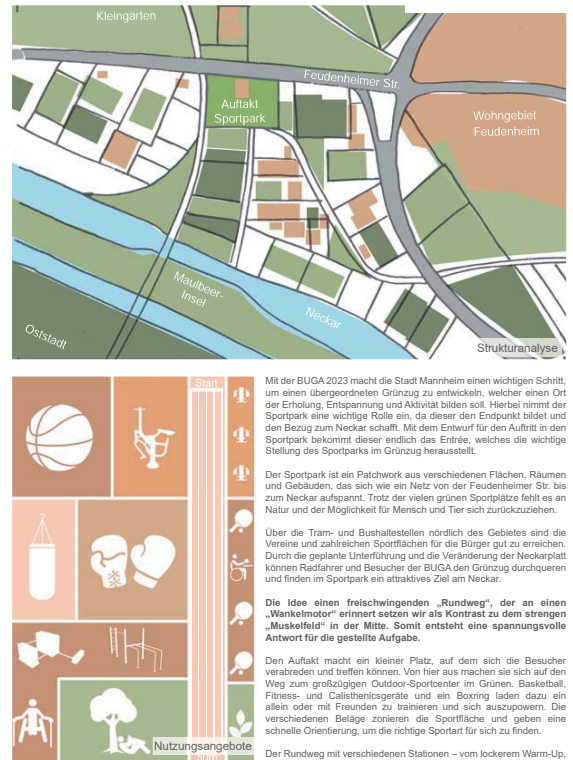 Kleingärten
Feudenheimer Str.
Auftakt
Sportpark
Wohngebiet
Feudenheim
Maulbeer-
Insel
Neckar
Oststadt
Strukturanalyse
Start
Nutzungsangebote
50m
Mit der BUGA 2023 macht die Stadt Mannheim einen wichtigen Schritt,
um einen übergeordneten Grünzug zu entwickeln, welcher einen Ort
der Erholung, Entspannung und Aktivität bilden soll. Hierbei nimmt der
Sportpark eine wichtige Rolle ein, da dieser den Endpunkt bildet und
den Bezug zum Neckar schafft. Mit dem Entwurf für den Auftritt in den
Sportpark bekommt dieser endlich das Entrée, welches die wichtige
Stellung des Sportparks im Grünzug herausstellt.
Der Sportpark ist ein Patchwork aus verschiedenen Flächen, Räumen
und Gebäuden, das sich wie ein Netz von der Feudenheimer Str. bis
zum Neckar aufspannt. Trotz der vielen grünen Sportplätze fehlt es an
Natur und der Möglichkeit für Mensch und Tier sich zurückzuziehen.
Über die Tram- und Bushaltestellen nördlich des Gebietes sind die
Vereine und zahlreichen Sportflächen für die Bürger gut zu erreichen.
Durch die geplante Unterführung und die Veränderung der Neckarplatt
können Radfahrer und Besucher der BUGA den Grünzug durchqueren
und finden im Sportpark ein attraktives Ziel am Neckar.
Die Idee einen freischwingenden „Rundweg", der an einen
„Wankelmotor" erinnert setzen wir als Kontrast zu dem strengen
„Muskelfeld" in der Mitte. Somit entsteht eine spannungsvolle
Antwort für die gestellte Aufgabe.
Den Auftakt macht ein kleiner Platz, auf dem sich die Besucher
verabreden und treffen können. Von hier aus machen sie sich auf den
Weg zum großzügigen Outdoor-Sportcenter im Grünen. Basketball,
Fitness- und Calisthenicsgeräte und ein Boxring laden dazu ein
allein oder mit Freunden zu trainieren und sich auszupowern. Die
verschiedenen Beläge zonieren die Sportfläche und geben eine
schnelle Orientierung, um die richtige Sportart für sich zu finden.
Der Rundweg mit verschiedenen Stationen – vom lockerem Warm-Up,